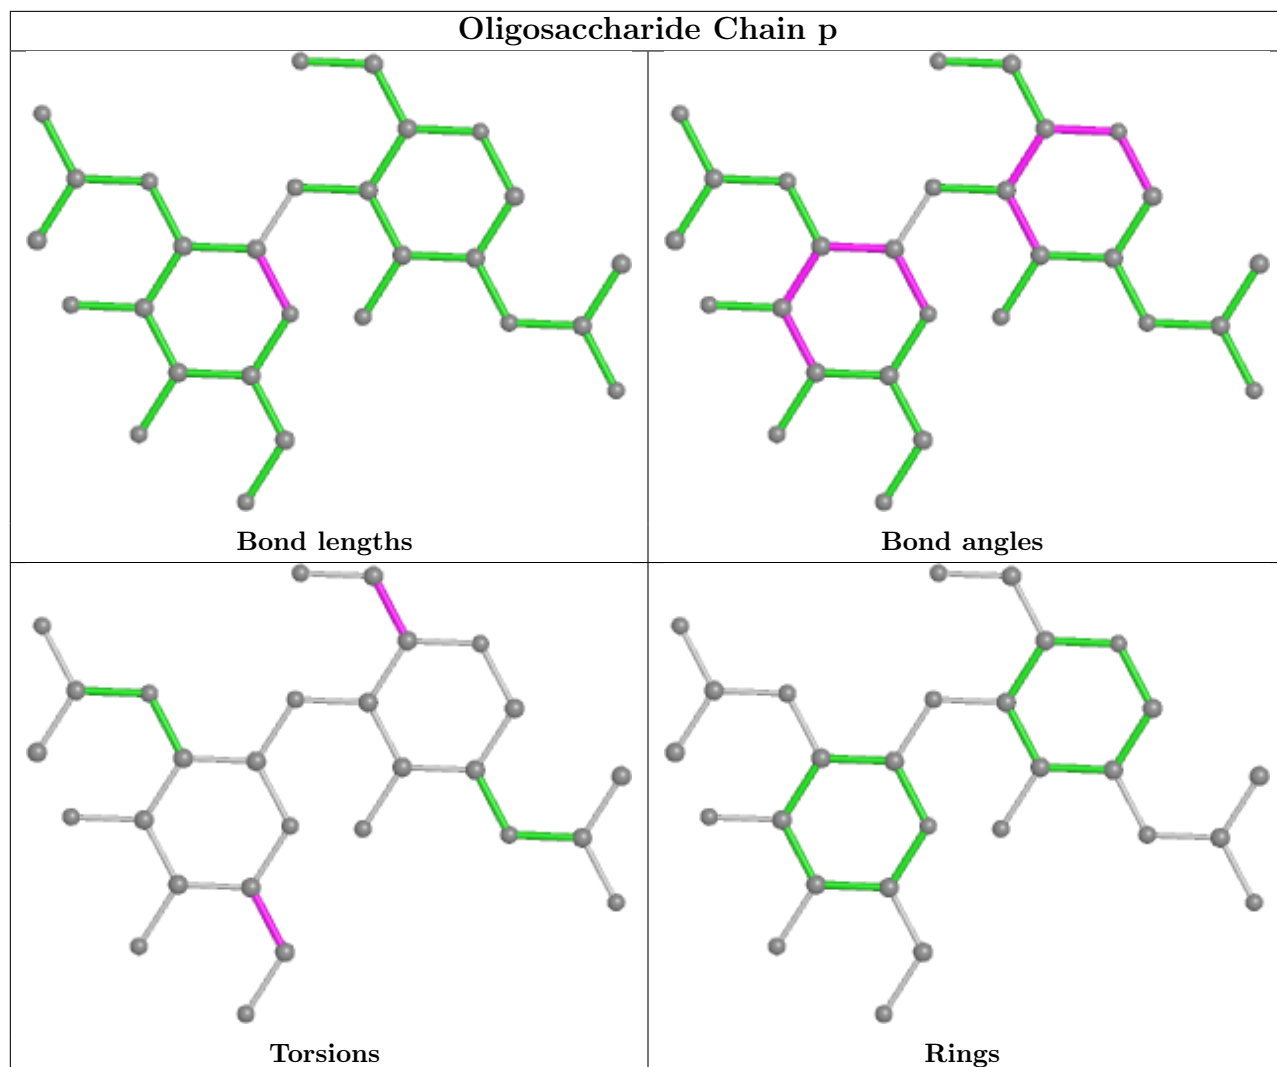 Oligosaccharide Chain p
Bond lengths
Bond angles
Torsions
Rings